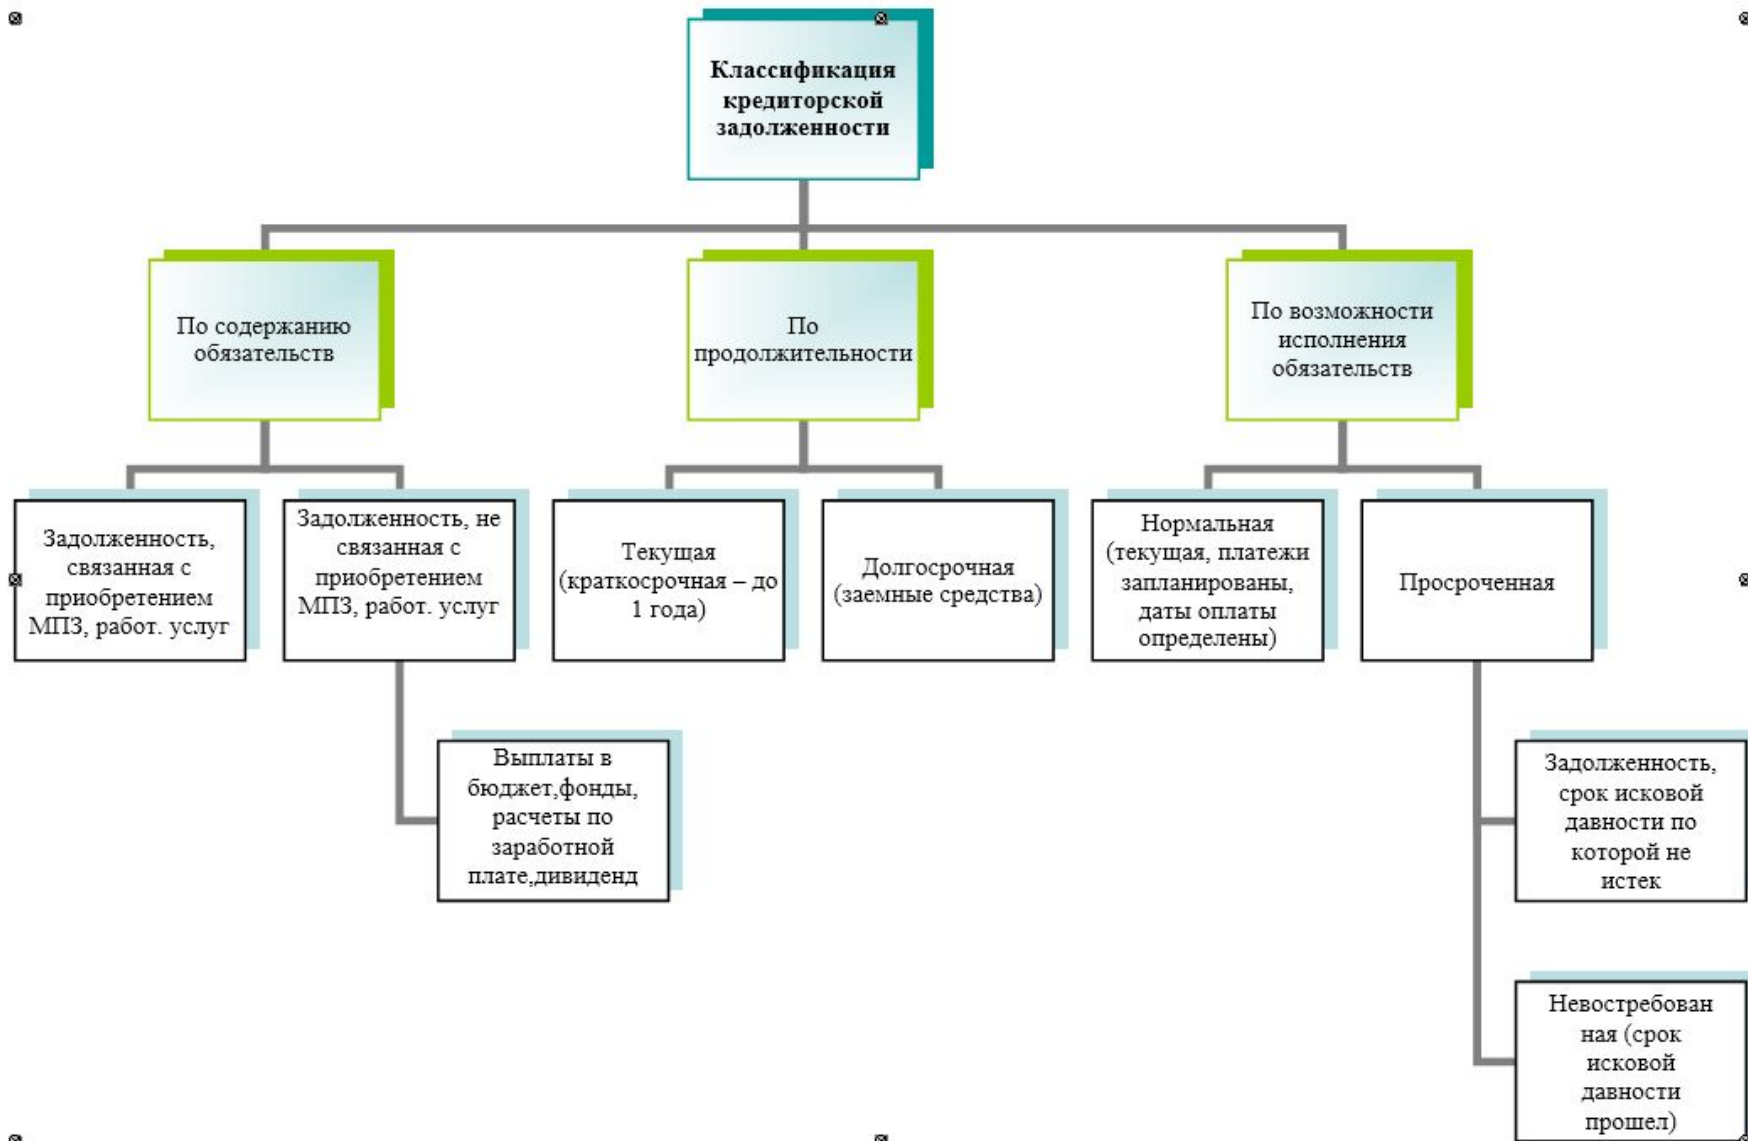 Классификация
кредиторской
задолженности
По содержанию
обязательств
По
продолжительности
По возможности
исполнения
обязательств
Задолженность,
связанная с
приобретением
МПЗ, работ. услуг
Задолженность, не
связанная с
приобретением
МПЗ, работ. услуг
Текущая
(краткосрочная – до
1 года)
Долгосрочная
(заемные средства)
Нормальная
(текущая, платежи
запланированы,
даты оплаты
определены)
Просроченная
Выплаты в
бюджет,фонды,
расчеты по
заработной
плате,дивиденд
Задолженность,
срок исковой
давности по
которой не
истек
Невостребован
ная (срок
исковой
давности
прошел)